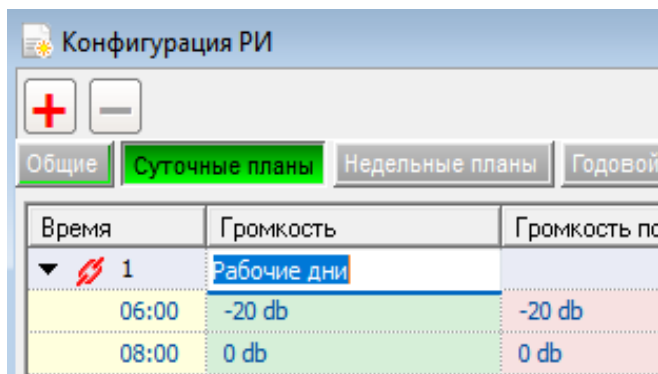 Конфигурация РИ
Общие Суточные планы Недельные планы Годовой
Время Громкость Громкость по
1 Рабочие дни
06:00 -20 db -20 db
08:00 0 db 0 db